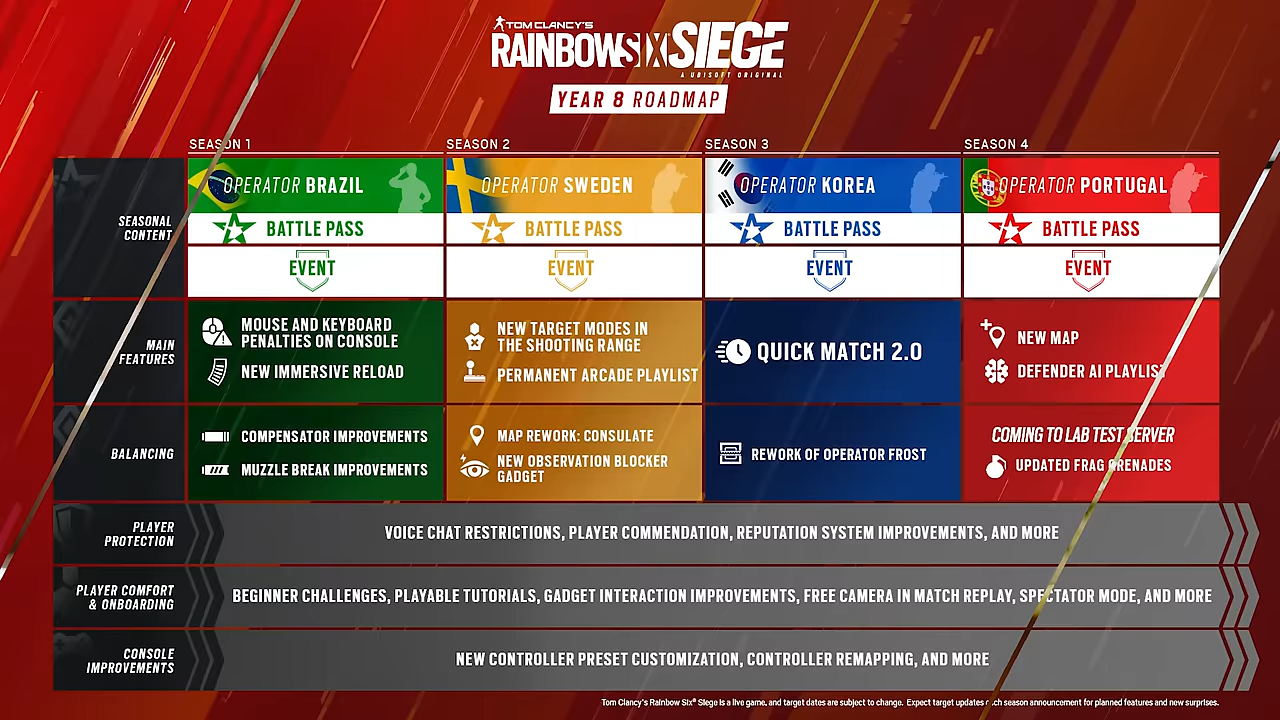 TOM CLANCY'S
RAINBOWSIX SIEGE
A UBISOFT ORIGINAL
YEAR 8 ROADMAP
SEASON 1
SEASON 2
SEASON 3
SEASON 4
SEASONAL
CONTENT
OPERATOR BRAZIL
OPERATOR SWEDEN
OPERATOR KOREA
OPERATOR PORTUGAL
BATTLE PASS
BATTLE PASS
BATTLE PASS
BATTLE PASS
EVENT
EVENT
EVENT
EVENT
MAIN
FEATURES
MOUSE AND KEYBOARD
PENALTIES ON CONSOLE
NEW IMMERSIVE RELOAD
NEW TARGET MODES IN
THE SHOOTING RANGE
PERMANENT ARCADE PLAYLIST
QUICK MATCH 2.0
NEW MAP
DEFENDER AI PLAYLIST
BALANCING
COMPENSATOR IMPROVEMENTS
MUZZLE BREAK IMPROVEMENTS
MAP REWORK: CONSULATE
NEW OBSERVATION BLOCKER
GADGET
REWORK OF OPERATOR FROST
COMING TO LAB TEST SERVER
UPDATED FRAG GRENADES
PLAYER
PROTECTION
VOICE CHAT RESTRICTIONS, PLAYER COMMENDATION, REPUTATION SYSTEM IMPROVEMENTS, AND MORE
PLAYER COMFORT
& ONBOARDING
BEGINNER CHALLENGES, PLAYABLE TUTORIALS, GADGET INTERACTION IMPROVEMENTS, FREE CAMERA IN MATCH REPLAY, SPECTATOR MODE, AND MORE
CONSOLE
IMPROVEMENTS
NEW CONTROLLER PRESET CUSTOMIZATION, CONTROLLER REMAPPING, AND MORE
Tom Clancy's Rainbow Six® Siege is a live game, and target dates are subject to change. Expect target updates each season announcement for planned features and new surprises.